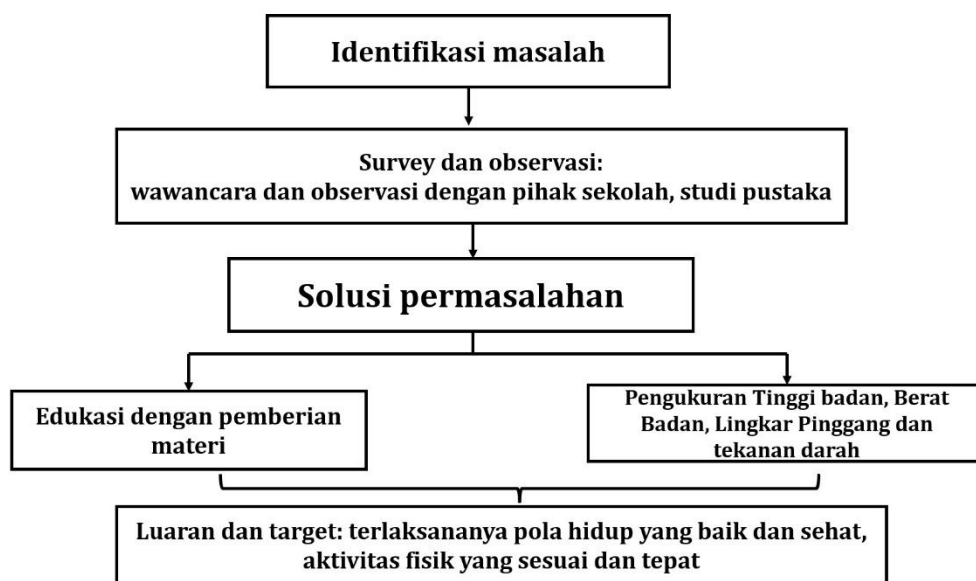 Identifikasi masalah
Survey dan observasi:
wawancara dan observasi dengan pihak sekolah, studi pustaka
Solusi permasalahan
Edukasi dengan pemberian
materi
Pengukuran Tinggi badan, Berat
Badan, Lingkar Pinggang dan
tekanan darah
Luaran dan target: terlaksananya pola hidup yang baik dan sehat,
aktivitas fisik yang sesuai dan tepat